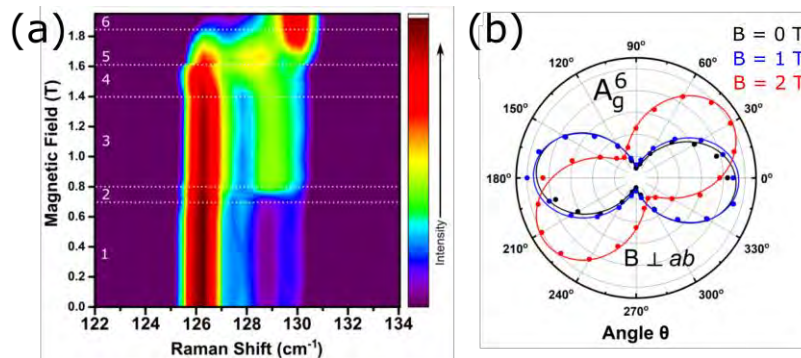 (a)
Magnetic Field (T)
1.8
1.6
1.4
1.2
1.0
0.8
0.6
0.4
0.2
0.0
6
5
4
3
2
1
122 124 126 128 130 132 134
Raman Shift (cm⁻¹)
Intensity
(b)
B = 0 T
B = 1 T
B = 2 T
A_g^6
90°
60°
30°
0°
330°
300°
270°
240°
210°
180°
150°
120°
B ⊥ ab
Angle θ